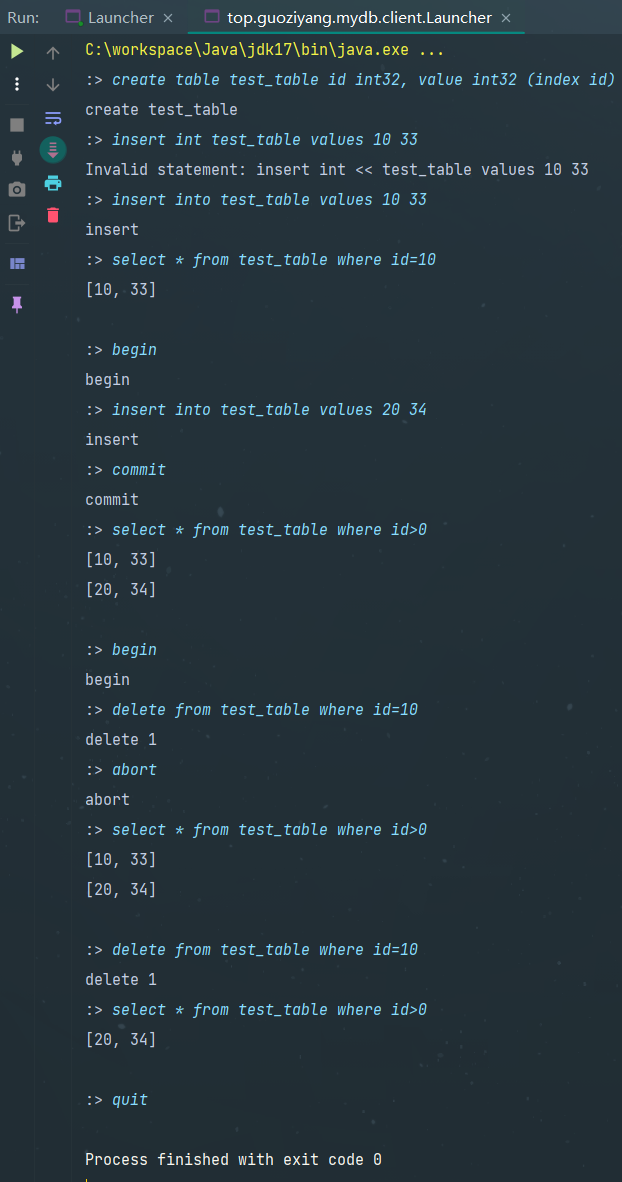 Run: Launcher × top.guoziyang.mydb.client.Launcher ×
C:\workspace\Java\jdk17\bin\java.exe ...
:> create table test_table id int32, value int32 (index id)
create test_table
:> insert int test_table values 10 33
Invalid statement: insert int << test_table values 10 33
:> insert into test_table values 10 33
insert
:> select * from test_table where id=10
[10, 33]
:> begin
begin
:> insert into test_table values 20 34
insert
:> commit
commit
:> select * from test_table where id>0
[10, 33]
[20, 34]
:> begin
begin
:> delete from test_table where id=10
delete 1
:> abort
abort
:> select * from test_table where id>0
[10, 33]
[20, 34]
:> delete from test_table where id=10
delete 1
:> select * from test_table where id>0
[20, 34]
:> quit
Process finished with exit code 0